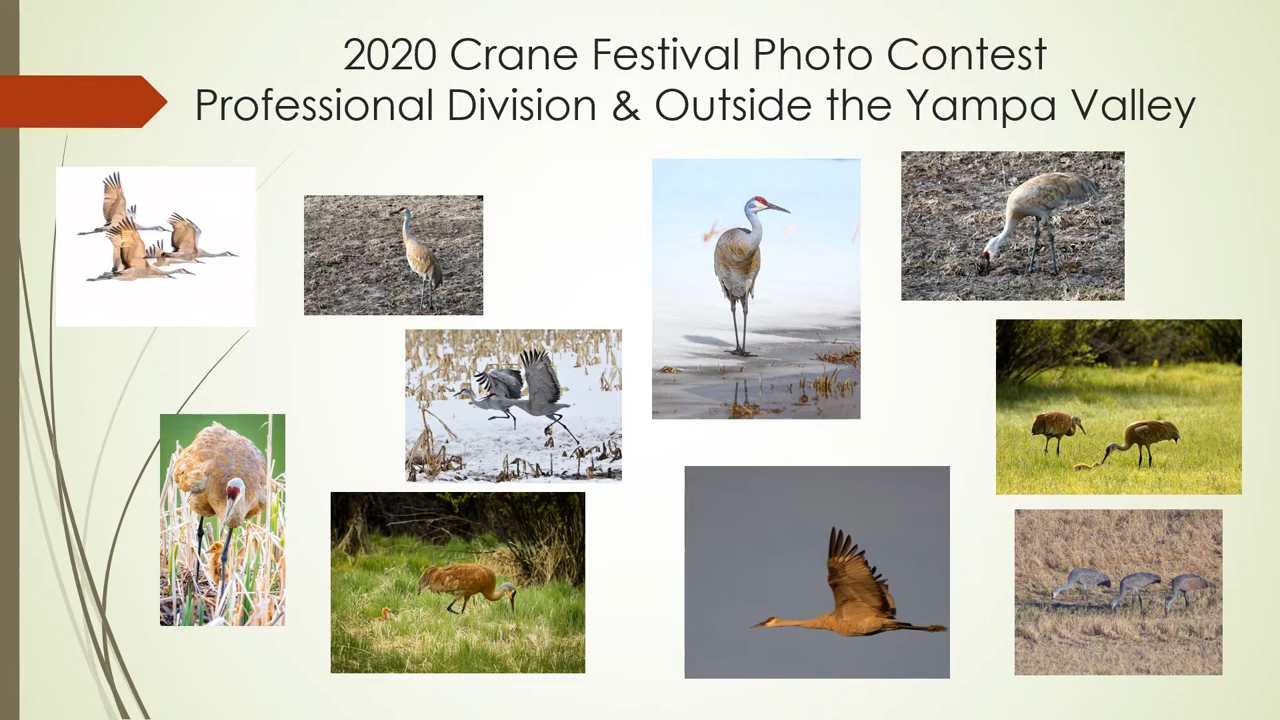 2020 Crane Festival Photo Contest
Professional Division & Outside the Yampa Valley